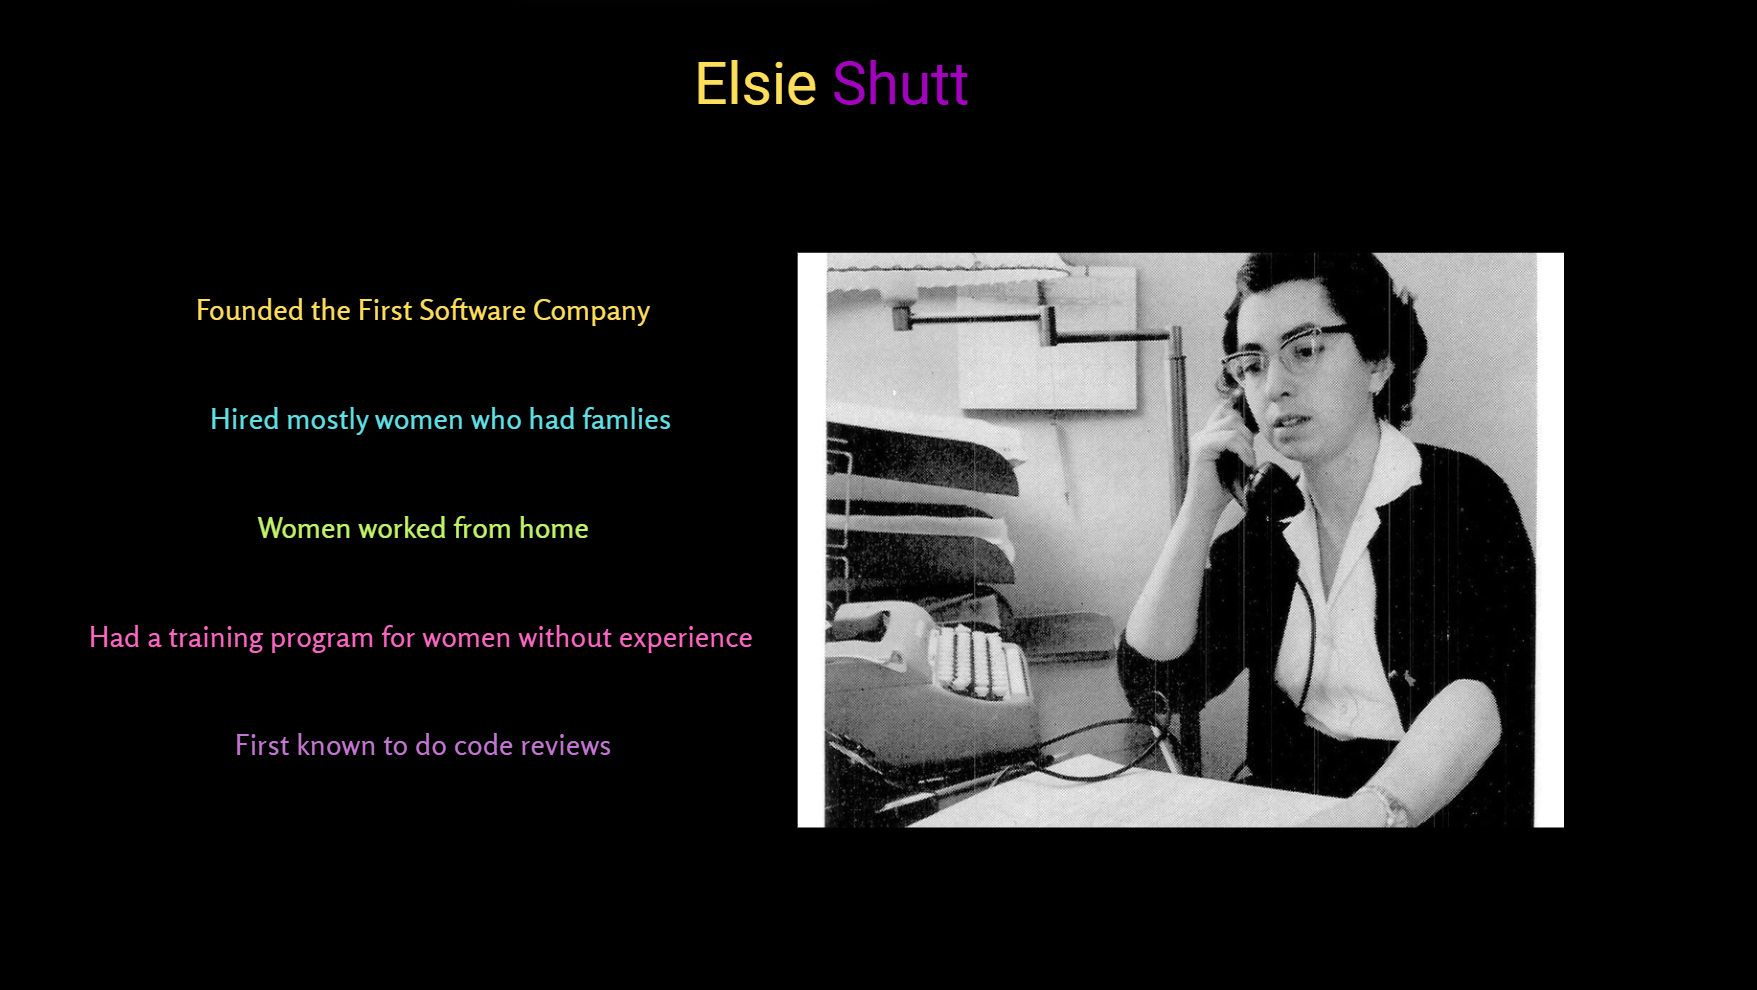 Elsie Shutt
Founded the First Software Company
Hired mostly women who had famlies
Women worked from home
Had a training program for women without experience
First known to do code reviews